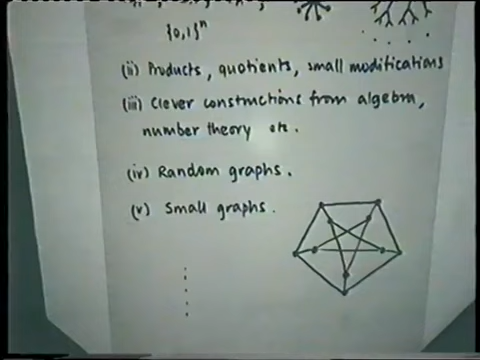 {0,1}ⁿ
(ii) Products, quotients, small modifications
(iii) Clever constructions from algebra,
number theory etc.
(iv) Random graphs.
(v) Small graphs.